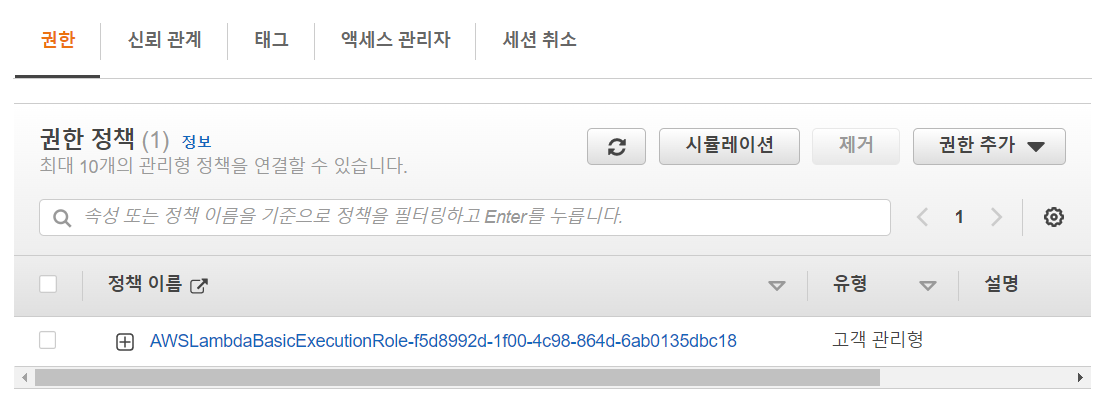 권한 신뢰 관계 태그 액세스 관리자 세션 취소
권한 정책 (1) 정보
최대 10개의 관리형 정책을 연결할 수 있습니다.
시뮬레이션 제거 권한 추가
속성 또는 정책 이름을 기준으로 정책을 필터링하고 Enter를 누릅니다.
1
정책 이름 유형 설명
AWSLambdaBasicExecutionRole-f5d8992d-1f00-4c98-864d-6ab0135dbc18 고객 관리형